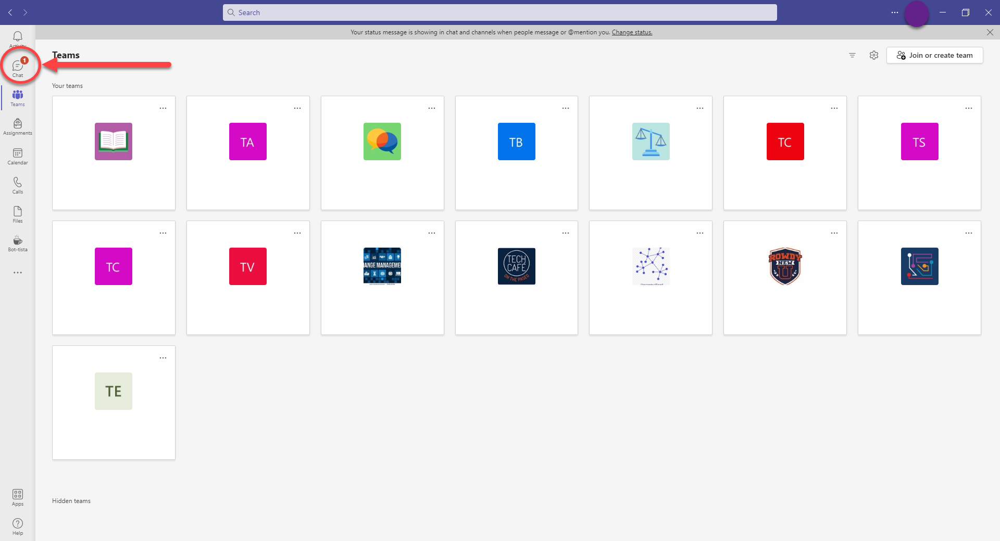 Search
Your status message is showing in chat and channels when people message or @mention you. Change status.
Activity
Teams
Join or create team
1
Chat
Your teams
Teams
Assignments
Calendar
Calls
Files
Bot-tista
TA
TB
TC
TS
TC
TV
ANGE MANAGEME
TECH
CAFÉ
ON THE PASEO
Decentralized
ROWDY
NEW
U
TE
Hidden teams
Apps
Help